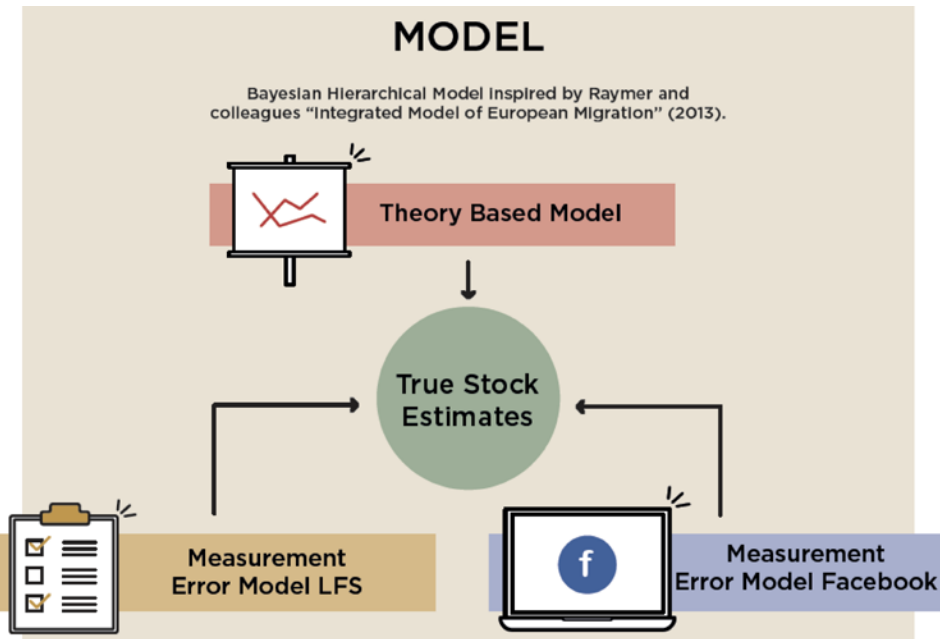 MODEL
Bayesian Hierarchical Model Inspired by Raymer and
colleagues “Integrated Model of European Migration” (2013).
Theory Based Model
True Stock
Estimates
Measurement
Error Model LFS
f
Measurement
Error Model Facebook